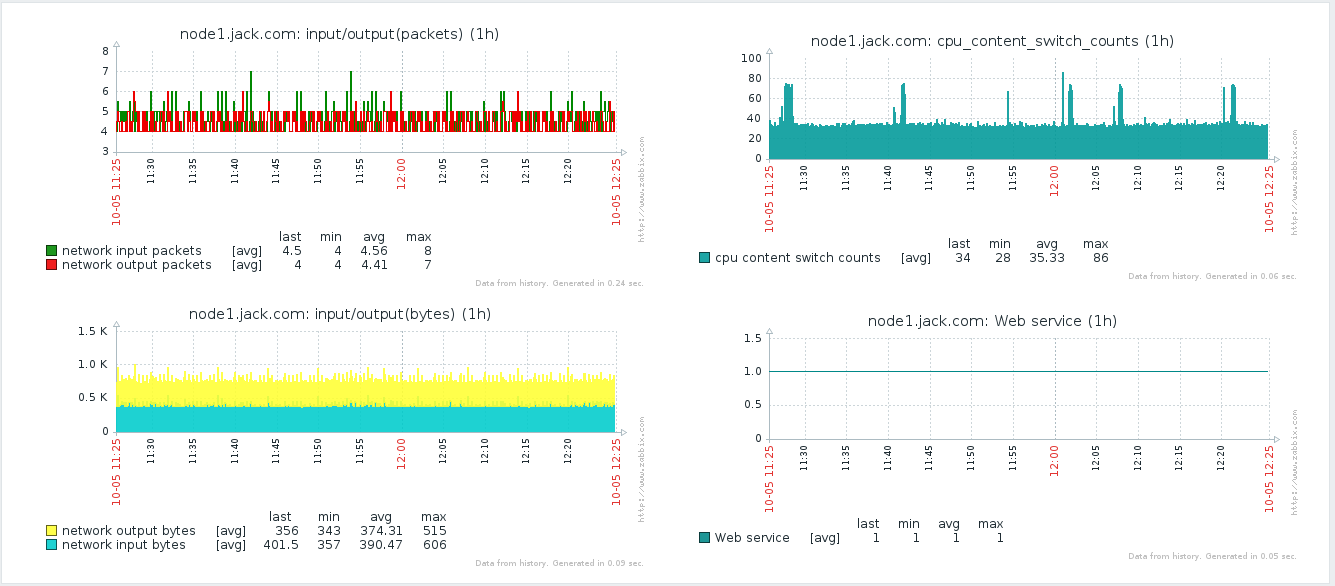 node1.jack.com: input/output(packets) (1h)
8
7
6
5
4
3
10-05 11:25
11:30
11:35
11:40
11:45
11:50
11:55
12:00
12:05
12:10
12:15
12:20
10-05 12:25
http://www.zabbix.com
last min avg max
network input packets [avg] 4.5 4 4.56 8
network output packets [avg] 4 4 4.41 7
Data from history. Generated in 0.24 sec.
node1.jack.com: cpu_content_switch_counts (1h)
100
80
60
40
20
0
10-05 11:25
11:30
11:35
11:40
11:45
11:50
11:55
12:00
12:05
12:10
12:15
12:20
10-05 12:25
http://www.zabbix.com
last min avg max
cpu content switch counts [avg] 34 28 35.33 86
Data from history. Generated in 0.06 sec.
node1.jack.com: input/output(bytes) (1h)
1.5 K
1.0 K
0.5 K
0
10-05 11:25
11:30
11:35
11:40
11:45
11:50
11:55
12:00
12:05
12:10
12:15
12:20
10-05 12:25
http://www.zabbix.com
last min avg max
network output bytes [avg] 356 343 374.31 515
network input bytes [avg] 401.5 357 390.47 606
Data from history. Generated in 0.09 sec.
node1.jack.com: Web service (1h)
1.5
1.0
0.5
0
10-05 11:25
11:30
11:35
11:40
11:45
11:50
11:55
12:00
12:05
12:10
12:15
12:20
10-05 12:25
http://www.zabbix.com
last min avg max
Web service [avg] 1 1 1 1
Data from history. Generated in 0.05 sec.